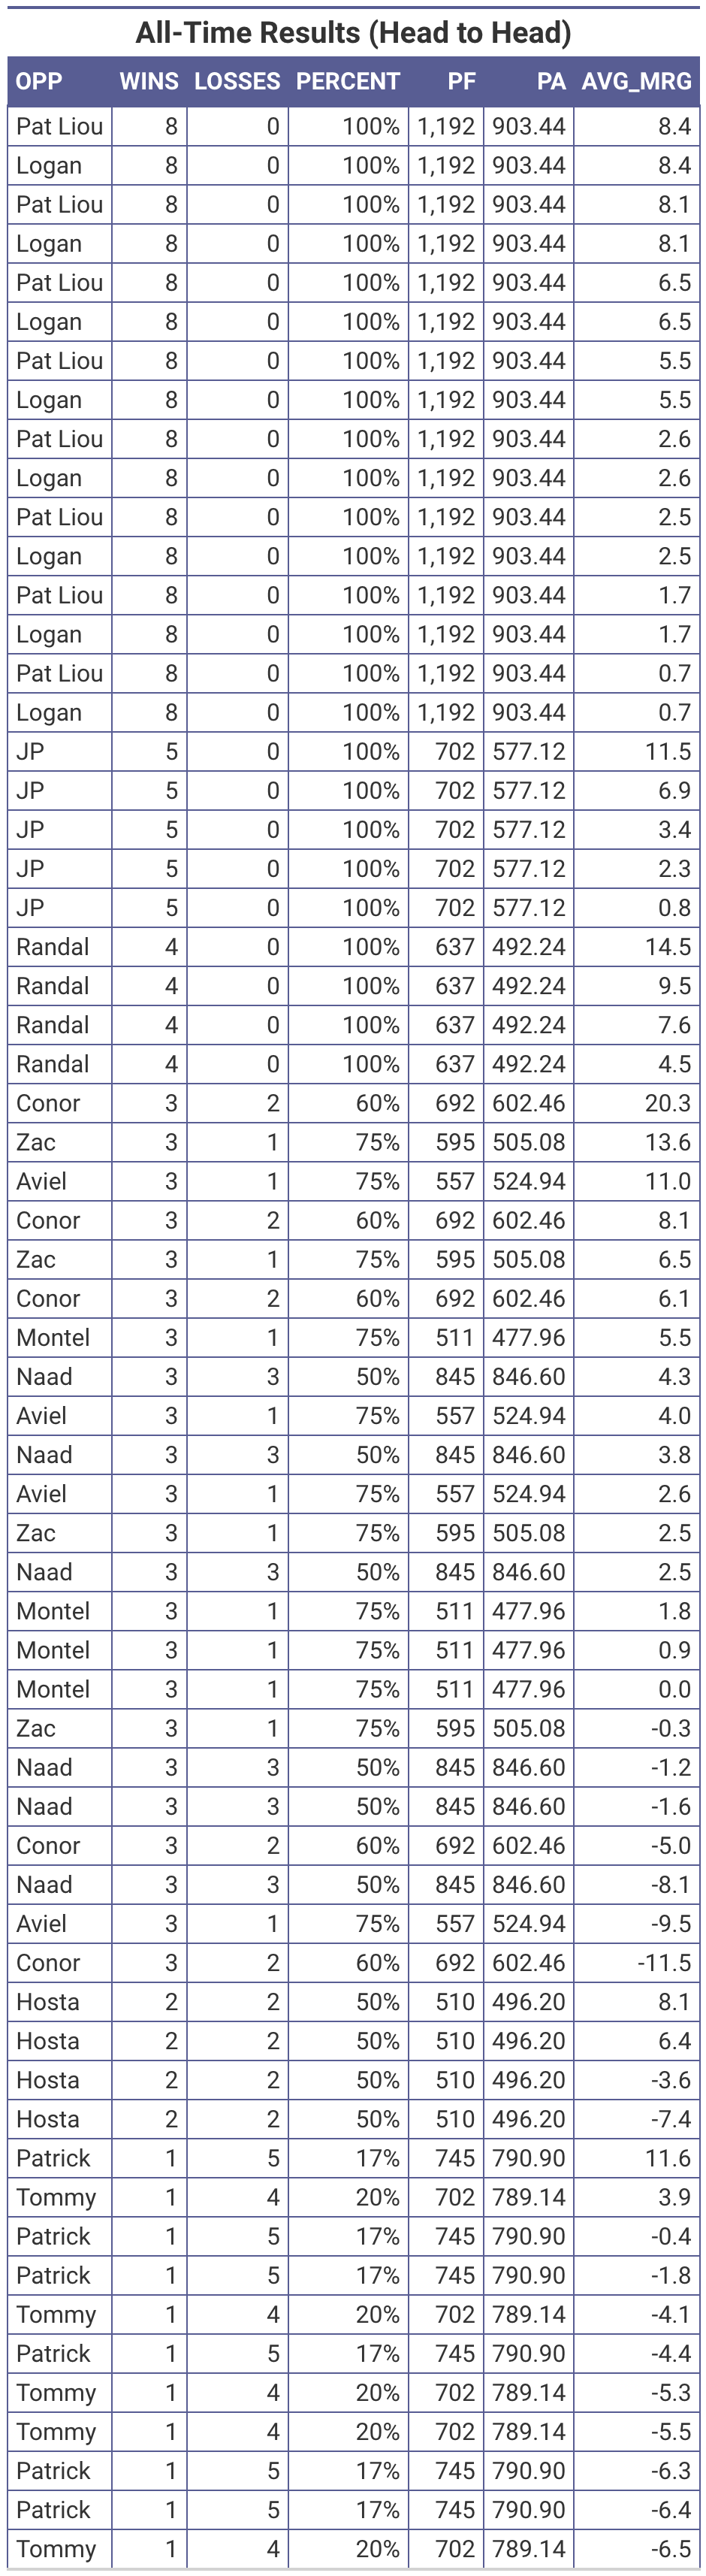 All-Time Results (Head to Head)
OPP WINS LOSSES PERCENT PF PA AVG_MRG
Pat Liou 8 0 100% 1,192 903.44 8.4
Logan 8 0 100% 1,192 903.44 8.4
Pat Liou 8 0 100% 1,192 903.44 8.1
Logan 8 0 100% 1,192 903.44 8.1
Pat Liou 8 0 100% 1,192 903.44 6.5
Logan 8 0 100% 1,192 903.44 6.5
Pat Liou 8 0 100% 1,192 903.44 5.5
Logan 8 0 100% 1,192 903.44 5.5
Pat Liou 8 0 100% 1,192 903.44 2.6
Logan 8 0 100% 1,192 903.44 2.6
Pat Liou 8 0 100% 1,192 903.44 2.5
Logan 8 0 100% 1,192 903.44 2.5
Pat Liou 8 0 100% 1,192 903.44 1.7
Logan 8 0 100% 1,192 903.44 1.7
Pat Liou 8 0 100% 1,192 903.44 0.7
Logan 8 0 100% 1,192 903.44 0.7
JP 5 0 100% 702 577.12 11.5
JP 5 0 100% 702 577.12 6.9
JP 5 0 100% 702 577.12 3.4
JP 5 0 100% 702 577.12 2.3
JP 5 0 100% 702 577.12 0.8
Randal 4 0 100% 637 492.24 14.5
Randal 4 0 100% 637 492.24 9.5
Randal 4 0 100% 637 492.24 7.6
Randal 4 0 100% 637 492.24 4.5
Conor 3 2 60% 692 602.46 20.3
Zac 3 1 75% 595 505.08 13.6
Aviel 3 1 75% 557 524.94 11.0
Conor 3 2 60% 692 602.46 8.1
Zac 3 1 75% 595 505.08 6.5
Conor 3 2 60% 692 602.46 6.1
Montel 3 1 75% 511 477.96 5.5
Naad 3 3 50% 845 846.60 4.3
Aviel 3 1 75% 557 524.94 4.0
Naad 3 3 50% 845 846.60 3.8
Aviel 3 1 75% 557 524.94 2.6
Zac 3 1 75% 595 505.08 2.5
Naad 3 3 50% 845 846.60 2.5
Montel 3 1 75% 511 477.96 1.8
Montel 3 1 75% 511 477.96 0.9
Montel 3 1 75% 511 477.96 0.0
Zac 3 1 75% 595 505.08 -0.3
Naad 3 3 50% 845 846.60 -1.2
Naad 3 3 50% 845 846.60 -1.6
Conor 3 2 60% 692 602.46 -5.0
Naad 3 3 50% 845 846.60 -8.1
Aviel 3 1 75% 557 524.94 -9.5
Conor 3 2 60% 692 602.46 -11.5
Hosta 2 2 50% 510 496.20 8.1
Hosta 2 2 50% 510 496.20 6.4
Hosta 2 2 50% 510 496.20 -3.6
Hosta 2 2 50% 510 496.20 -7.4
Patrick 1 5 17% 745 790.90 11.6
Tommy 1 4 20% 702 789.14 3.9
Patrick 1 5 17% 745 790.90 -0.4
Patrick 1 5 17% 745 790.90 -1.8
Tommy 1 4 20% 702 789.14 -4.1
Patrick 1 5 17% 745 790.90 -4.4
Tommy 1 4 20% 702 789.14 -5.3
Tommy 1 4 20% 702 789.14 -5.5
Patrick 1 5 17% 745 790.90 -6.3
Patrick 1 5 17% 745 790.90 -6.4
Tommy 1 4 20% 702 789.14 -6.5